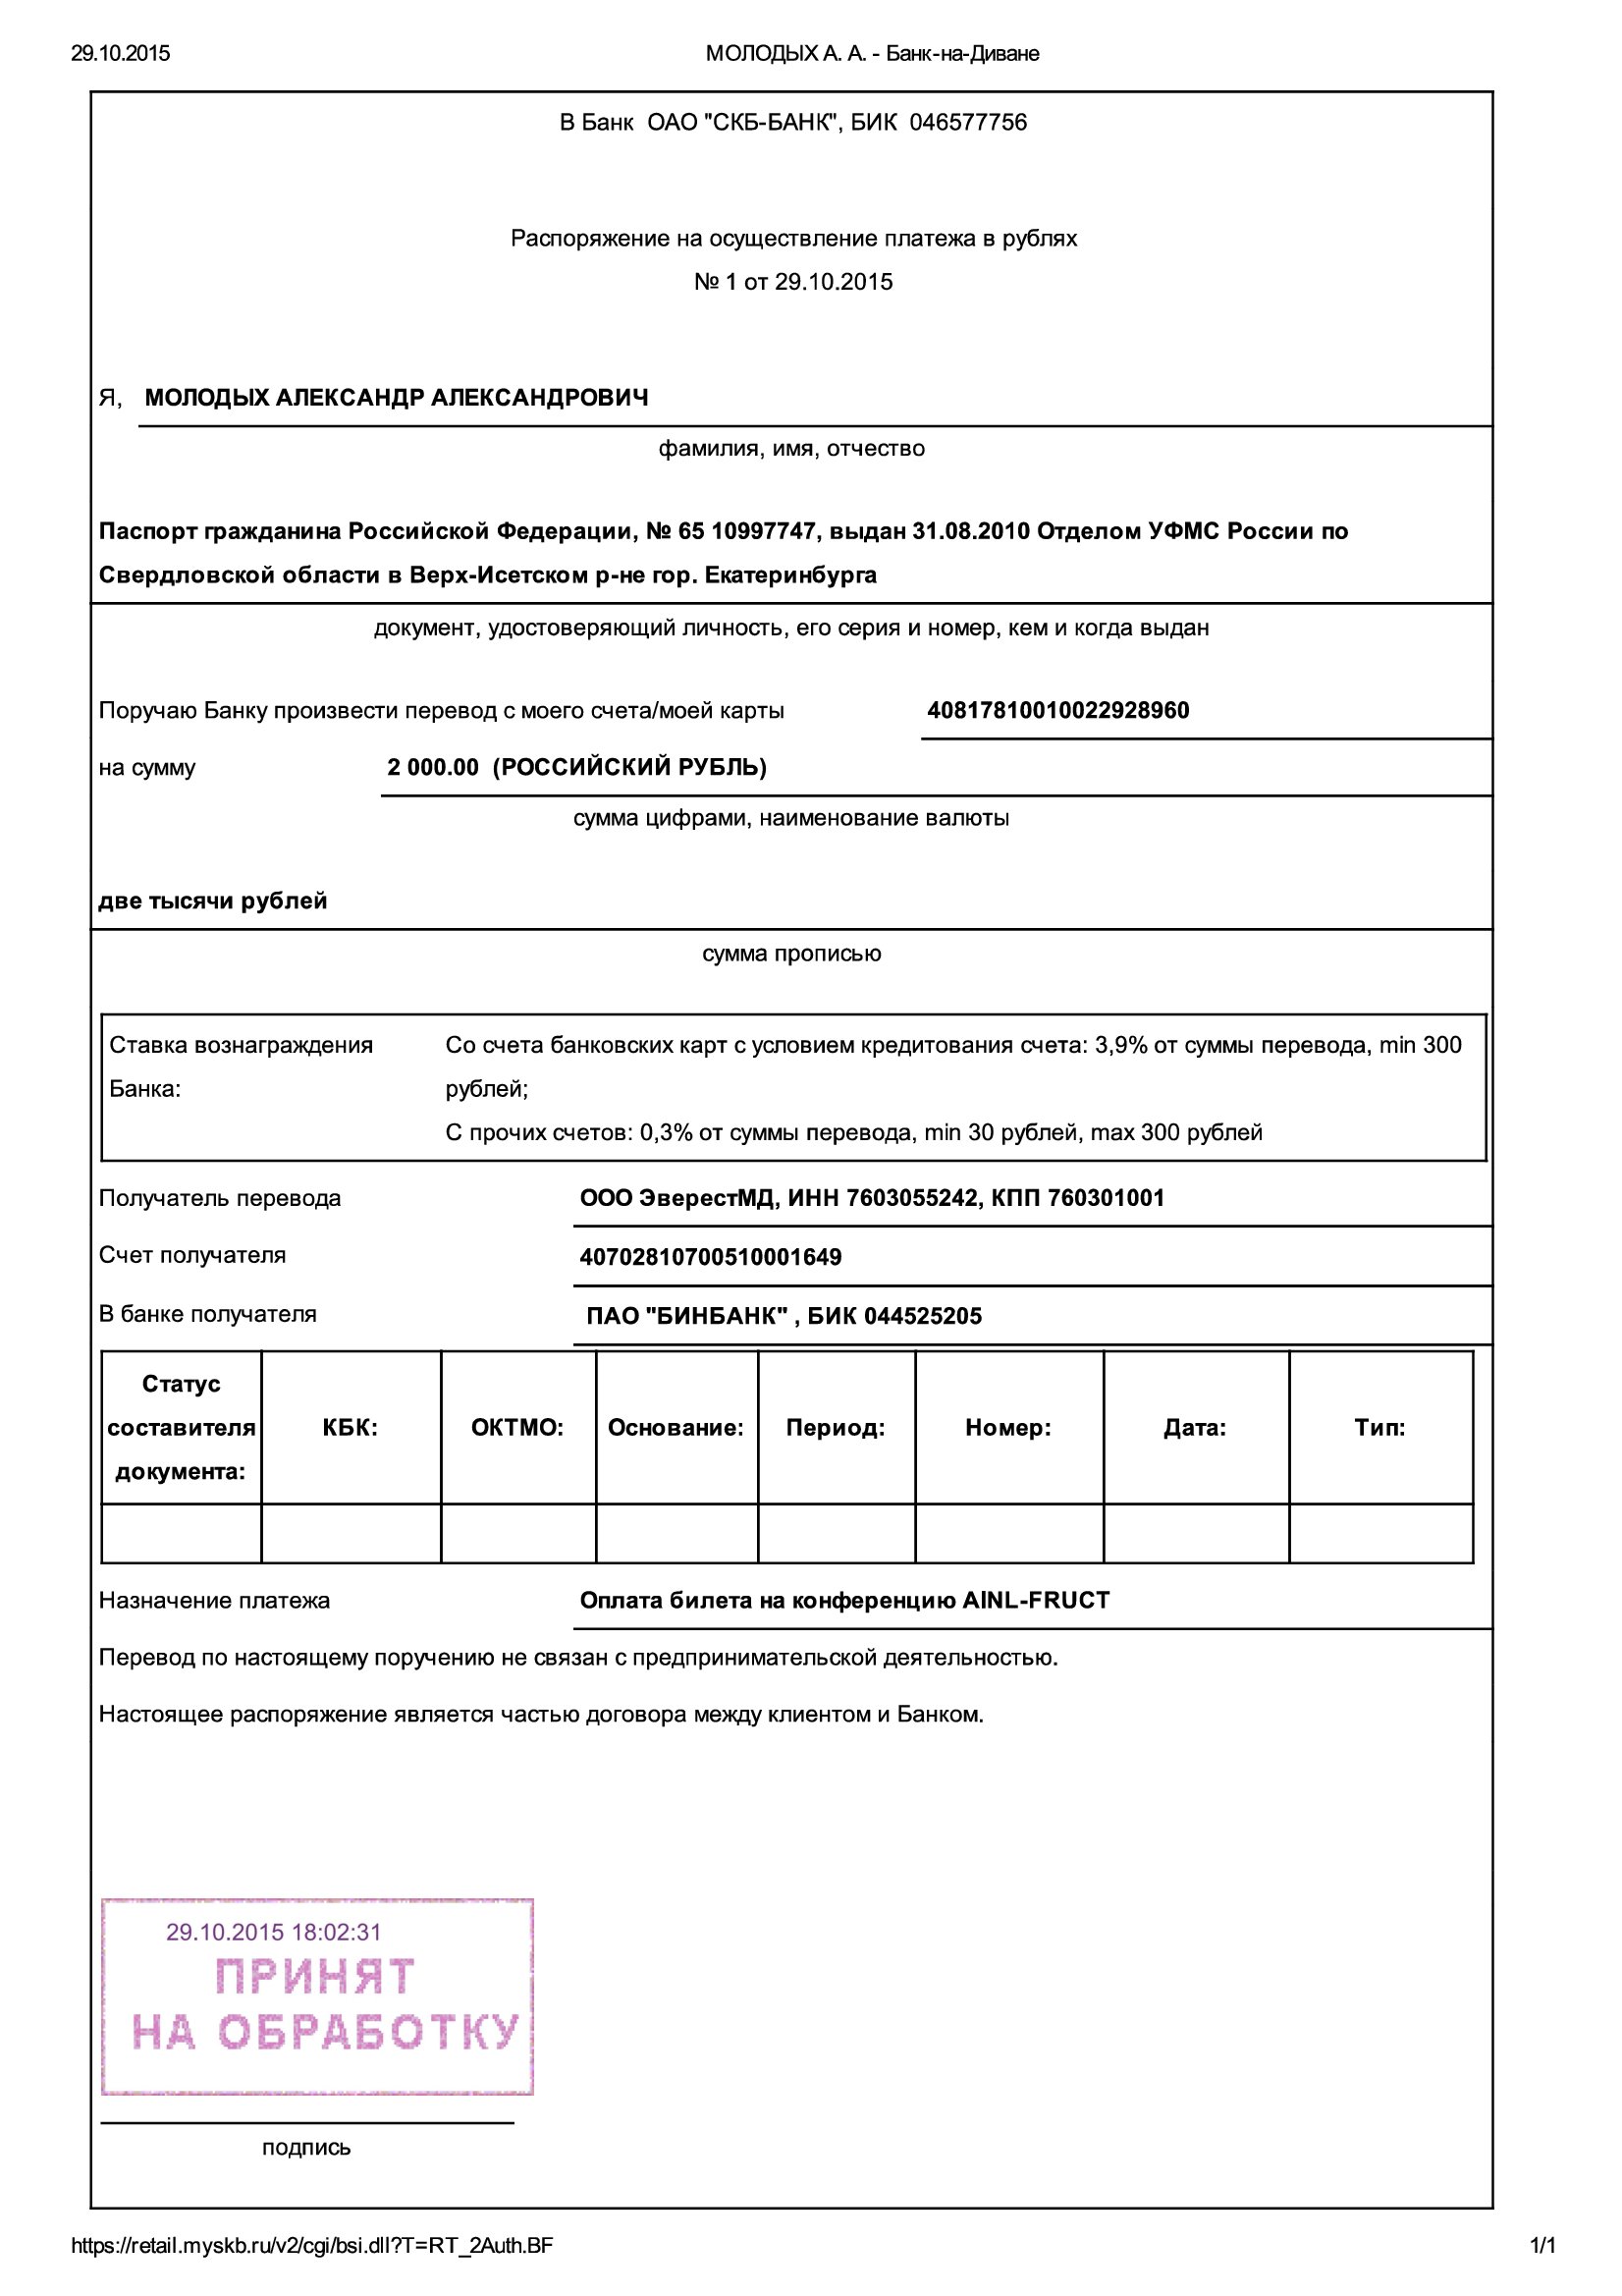 29.10.2015 МОЛОДЫХ А. А. - Банк-на-Диване
В Банк ОАО "СКБ-БАНК", БИК 046577756
Распоряжение на осуществление платежа в рублях
№ 1 от 29.10.2015
Я, МОЛОДЫХ АЛЕКСАНДР АЛЕКСАНДРОВИЧ
фамилия, имя, отчество
Паспорт гражданина Российской Федерации, № 65 10997747, выдан 31.08.2010 Отделом УФМС России по
Свердловской области в Верх-Исетском р-не гор. Екатеринбурга
документ, удостоверяющий личность, его серия и номер, кем и когда выдан
Поручаю Банку произвести перевод с моего счета/моей карты 40817810010022928960
на сумму 2 000.00 (РОССИЙСКИЙ РУБЛЬ)
сумма цифрами, наименование валюты
две тысячи рублей
сумма прописью
Ставка вознаграждения Со счета банковских карт с условием кредитования счета: 3,9% от суммы перевода, min 300
Банка: рублей;
С прочих счетов: 0,3% от суммы перевода, min 30 рублей, max 300 рублей
Получатель перевода ООО ЭверестМД, ИНН 7603055242, КПП 760301001
Счет получателя 40702810700510001649
В банке получателя ПАО "БИНБАНК" , БИК 044525205
Статус
составителя КБК: ОКТМО: Основание: Период: Номер: Дата: Тип:
документа:
Назначение платежа Оплата билета на конференцию AINL-FRUCT
Перевод по настоящему поручению не связан с предпринимательской деятельностью.
Настоящее распоряжение является частью договора между клиентом и Банком.
29.10.2015 18:02:31
ПРИНЯТ
НА ОБРАБОТКУ
подпись
https://retail.myskb.ru/v2/cgi/bsi.dll?T=RT_2Auth.BF 1/1